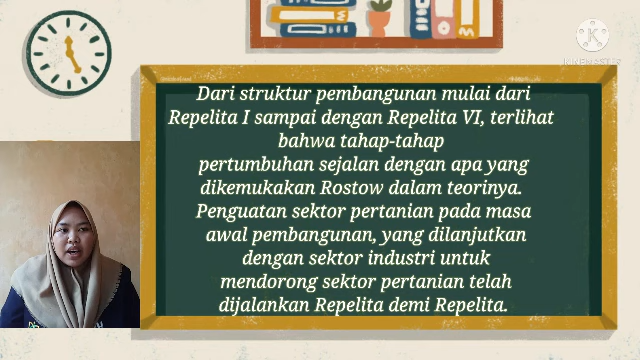 Dari struktur pembangunan mulai dari
Repelita I sampai dengan Repelita VI, terlihat
bahwa tahap-tahap
pertumbuhan sejalan dengan apa yang
dikemukakan Rostow dalam teorinya.
Penguatan sektor pertanian pada masa
awal pembangunan, yang dilanjutkan
dengan sektor industri untuk
mendorong sektor pertanian telah
dijalankan Repelita demi Repelita.
KINEMASTER